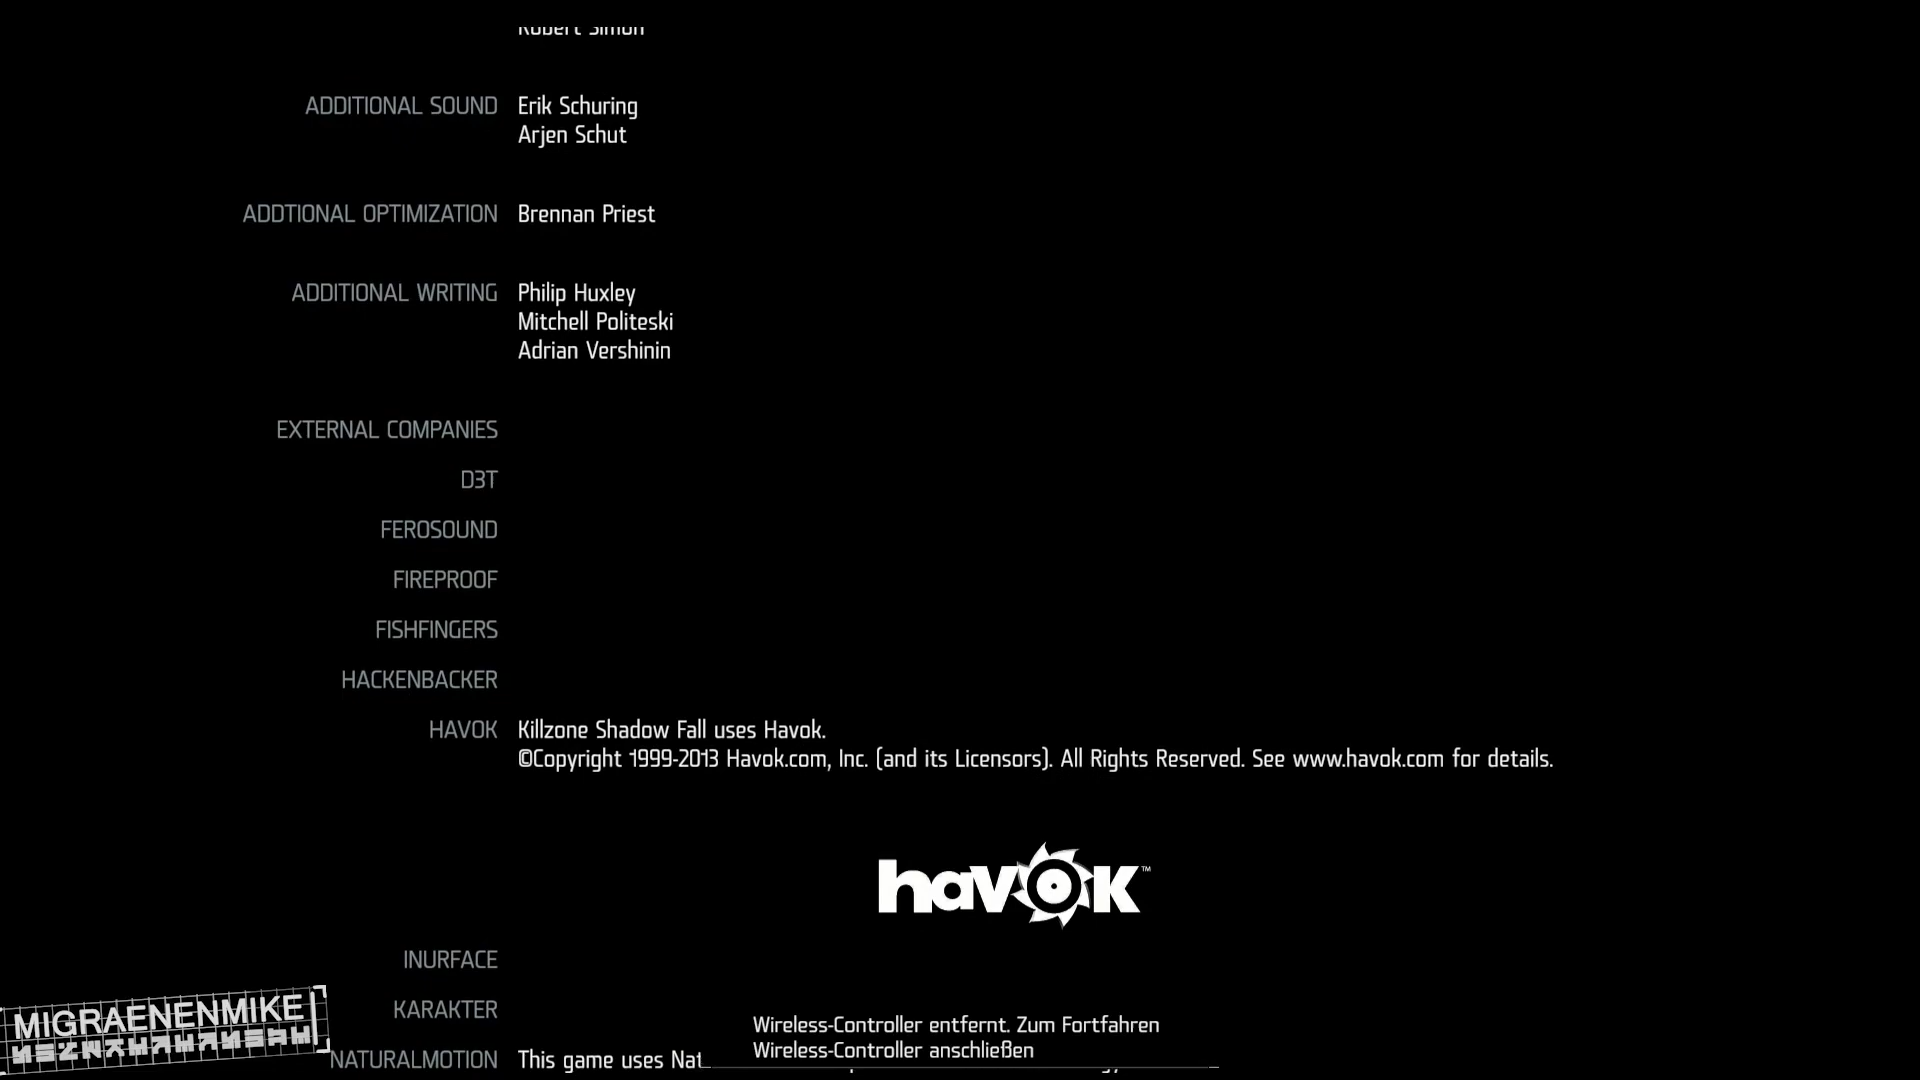 Robert Simon
ADDITIONAL SOUND Erik Schuring
Arjen Schut
ADDTIONAL OPTIMIZATION Brennan Priest
ADDITIONAL WRITING Philip Huxley
Mitchell Politeski
Adrian Vershinin
EXTERNAL COMPANIES
D3T
FEROSOUND
FIREPROOF
FISHFINGERS
HACKENBACKER
HAVOK Killzone Shadow Fall uses Havok.
©Copyright 1999-2013 Havok.com, Inc. (and its Licensors). All Rights Reserved. See www.havok.com for details.
havok™
INURFACE
KARAKTER
MIGRAENENMIKE
Wireless-Controller entfernt. Zum Fortfahren
Wireless-Controller anschließen
NATURALMOTION This game uses